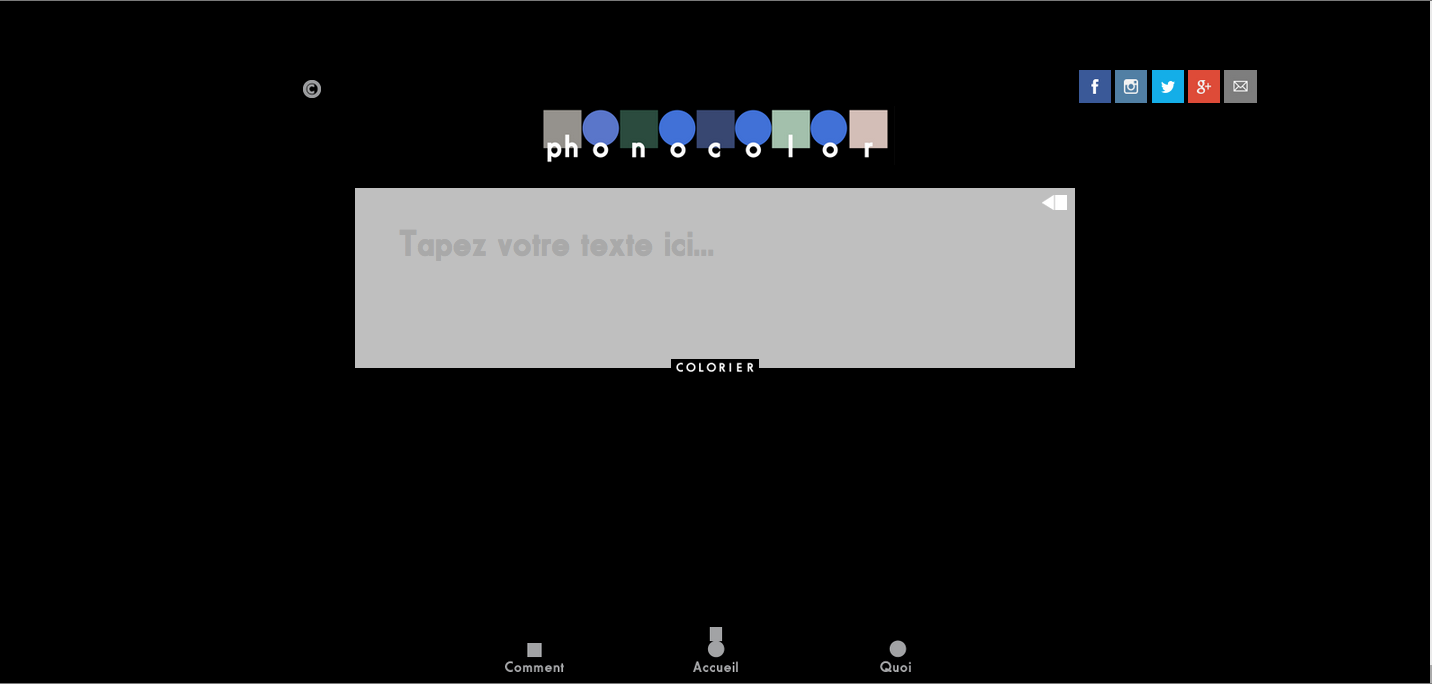 ©
phonocolor
Tapez votre texte ici...
COLORIER
Comment
Accueil
Quoi